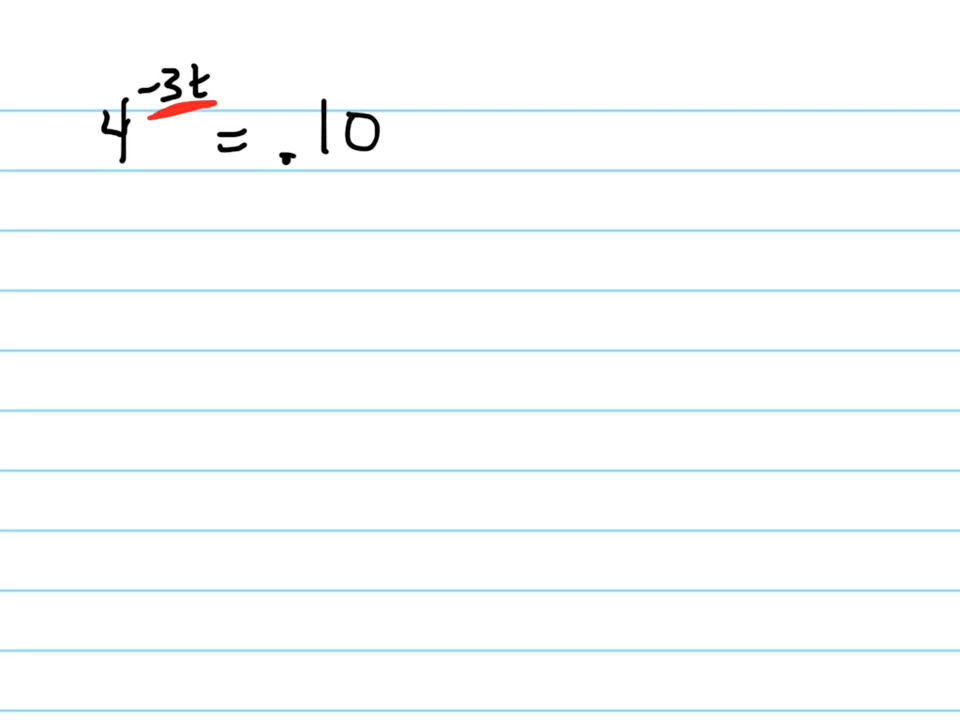 4^{-3t} = .10